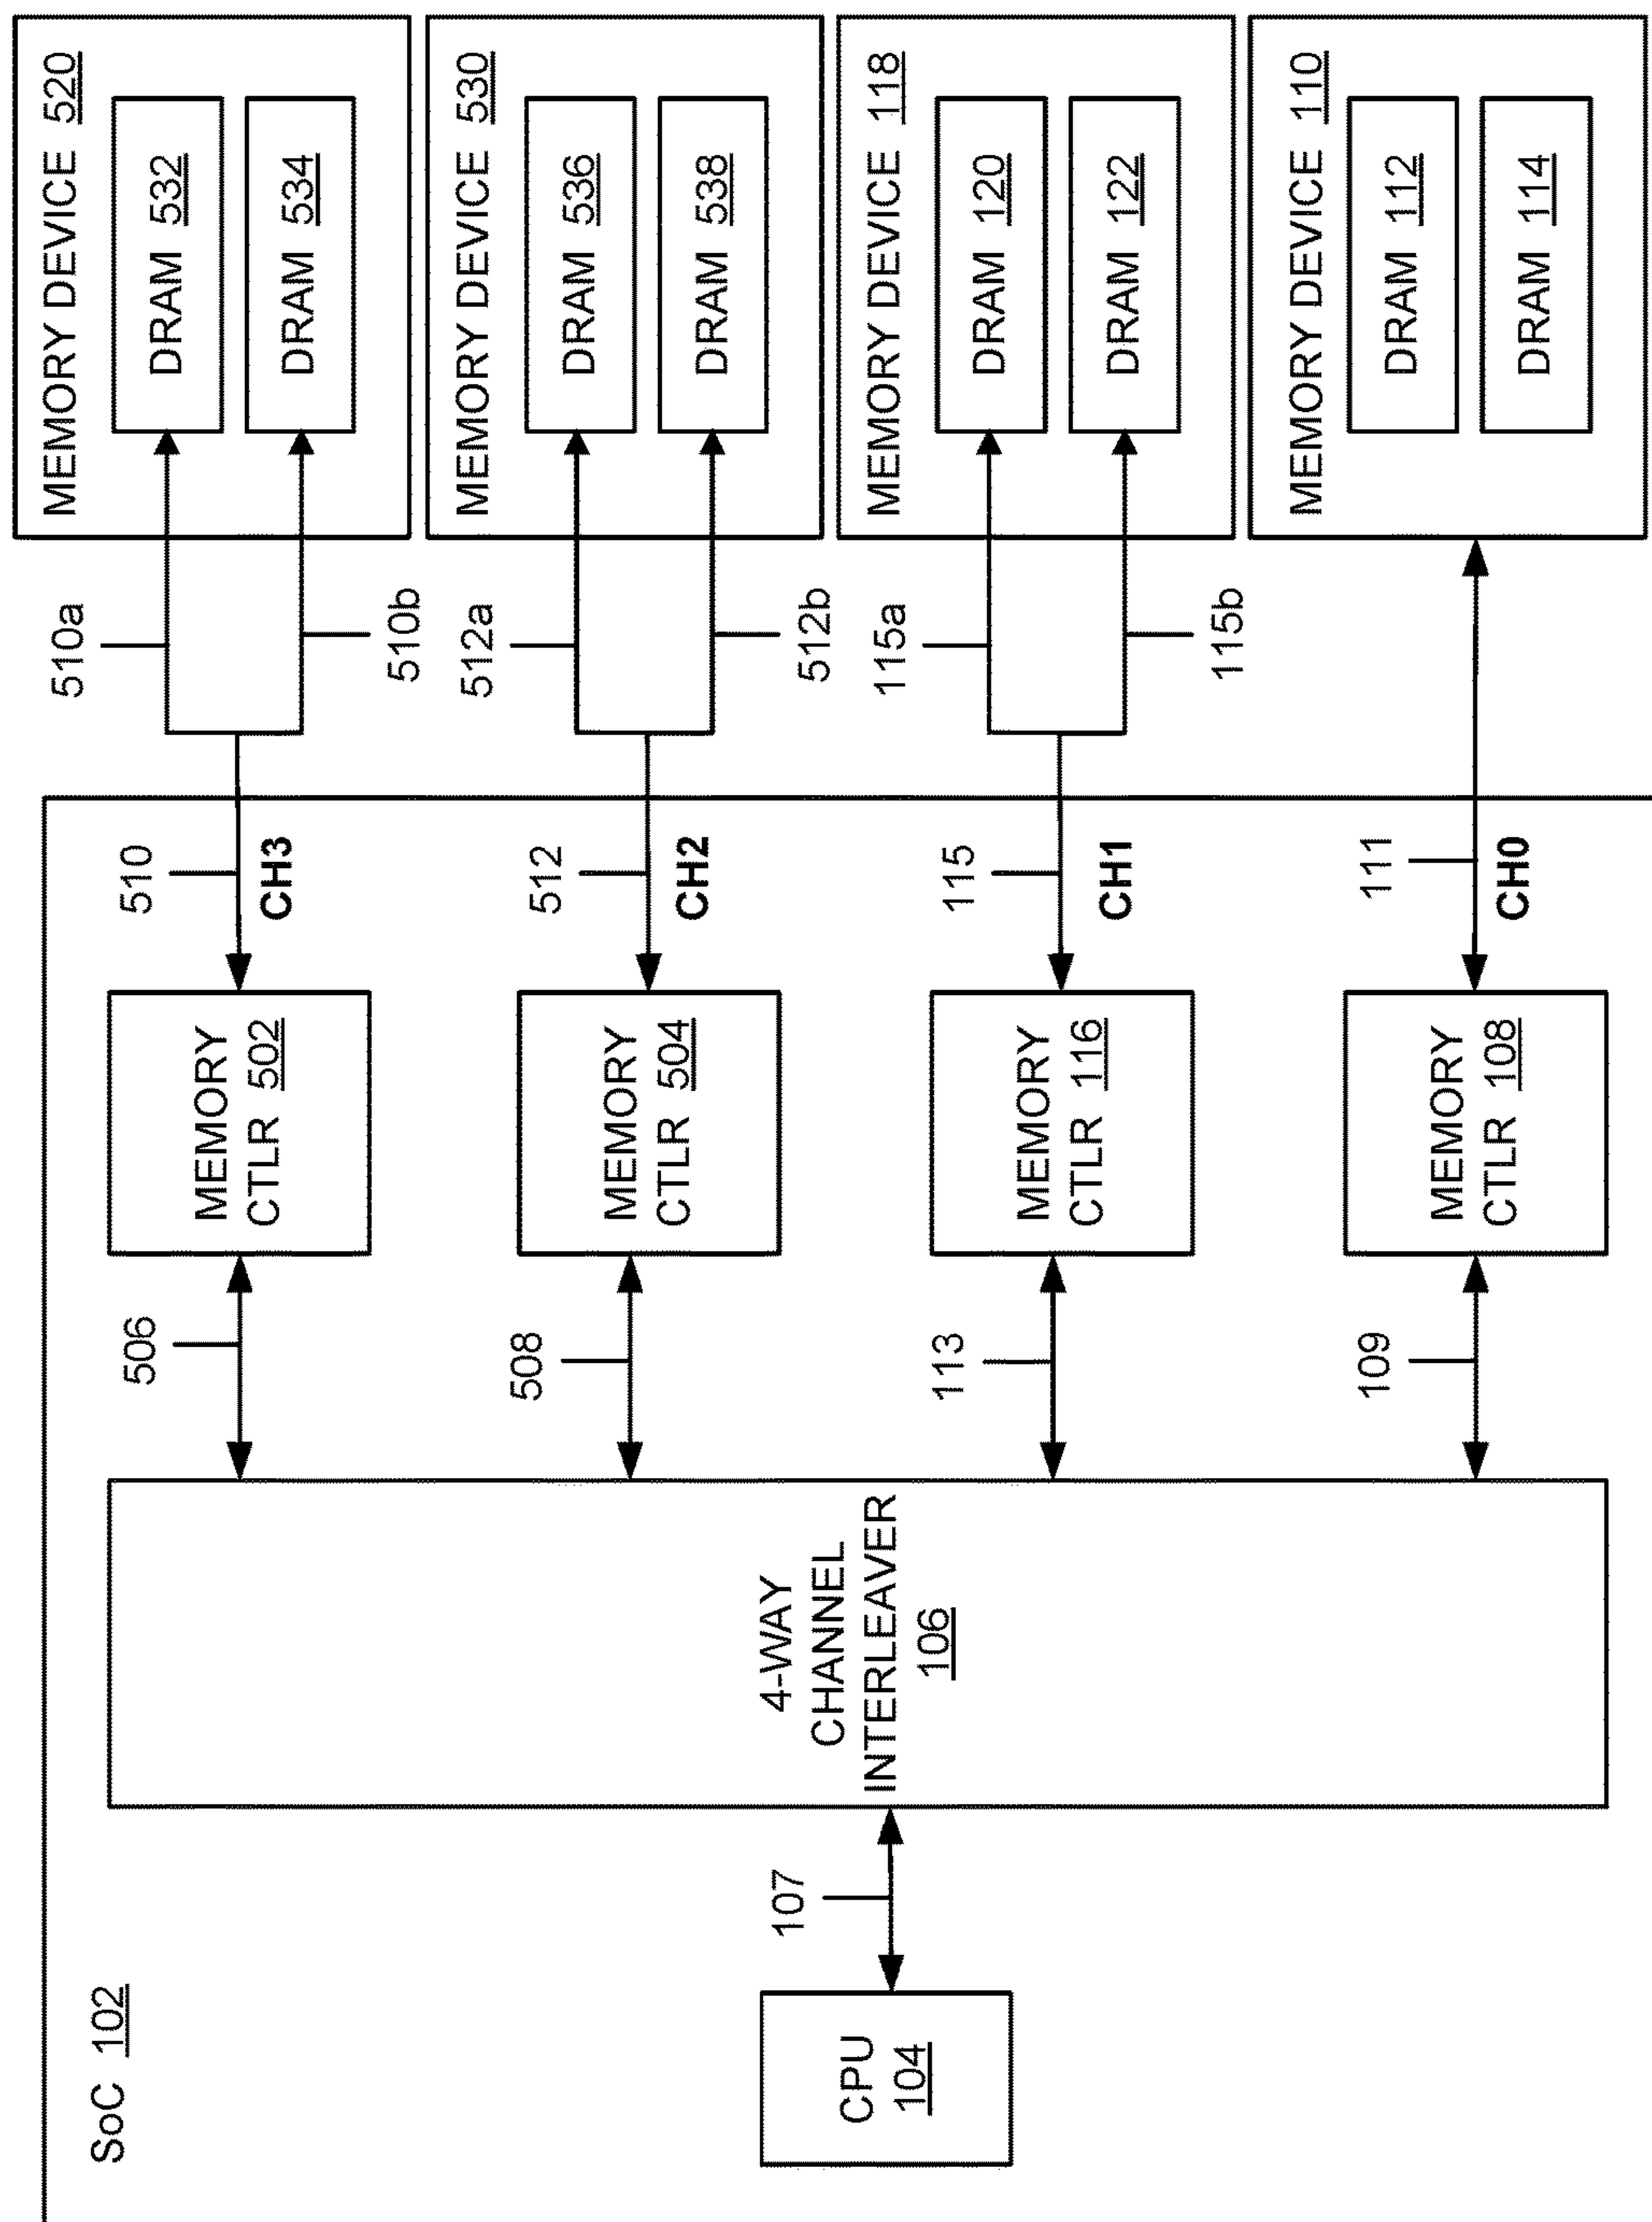 SoC 102
CPU
104
107
4-WAY
CHANNEL
INTERLEAVER
106
506
508
113
109
MEMORY
CTLR 502
MEMORY
CTLR 504
MEMORY
CTLR 116
MEMORY
CTLR 108
510
CH3
512
CH2
115
CH1
111
CH0
510a
510b
512a
512b
115a
115b
MEMORY DEVICE 520
DRAM 532
DRAM 534
MEMORY DEVICE 530
DRAM 536
DRAM 538
MEMORY DEVICE 118
DRAM 120
DRAM 122
MEMORY DEVICE 110
DRAM 112
DRAM 114